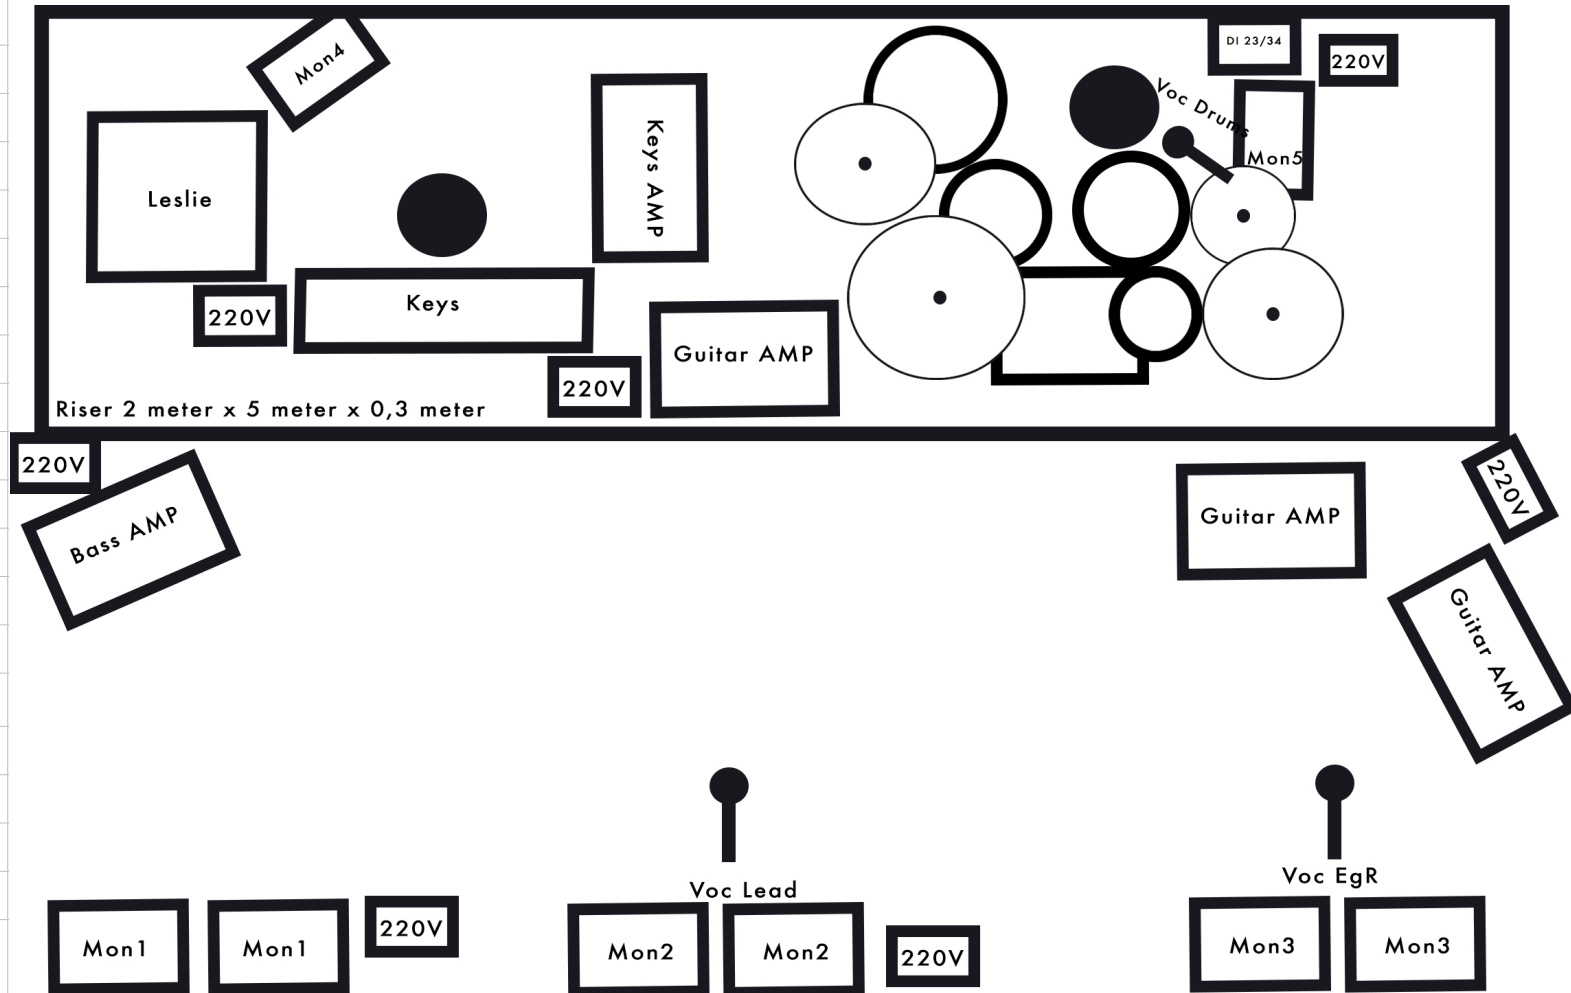 Mon4
DI 23/34
220V
Voc Drums
Mon5
Keys AMP
Leslie
Keys
220V
Guitar AMP
220V
Riser 2 meter x 5 meter x 0,3 meter
220V
220V
Bass AMP
Guitar AMP
Guitar AMP
Voc Lead
Voc EgR
Mon1
Mon1
220V
Mon2
Mon2
220V
Mon3
Mon3